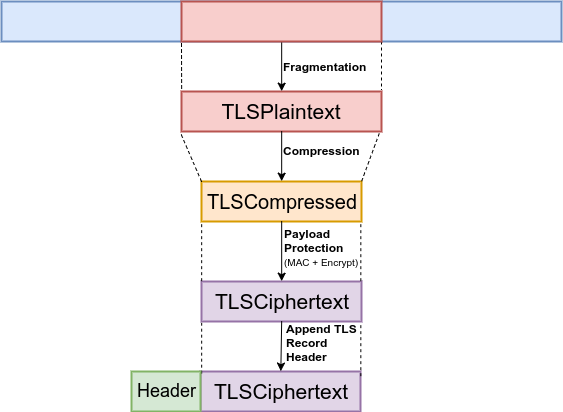 Fragmentation
TLSPlaintext
Compression
TLSCompressed
Payload
Protection
(MAC + Encrypt)
TLSCiphertext
Append TLS
Record
Header
Header TLSCiphertext